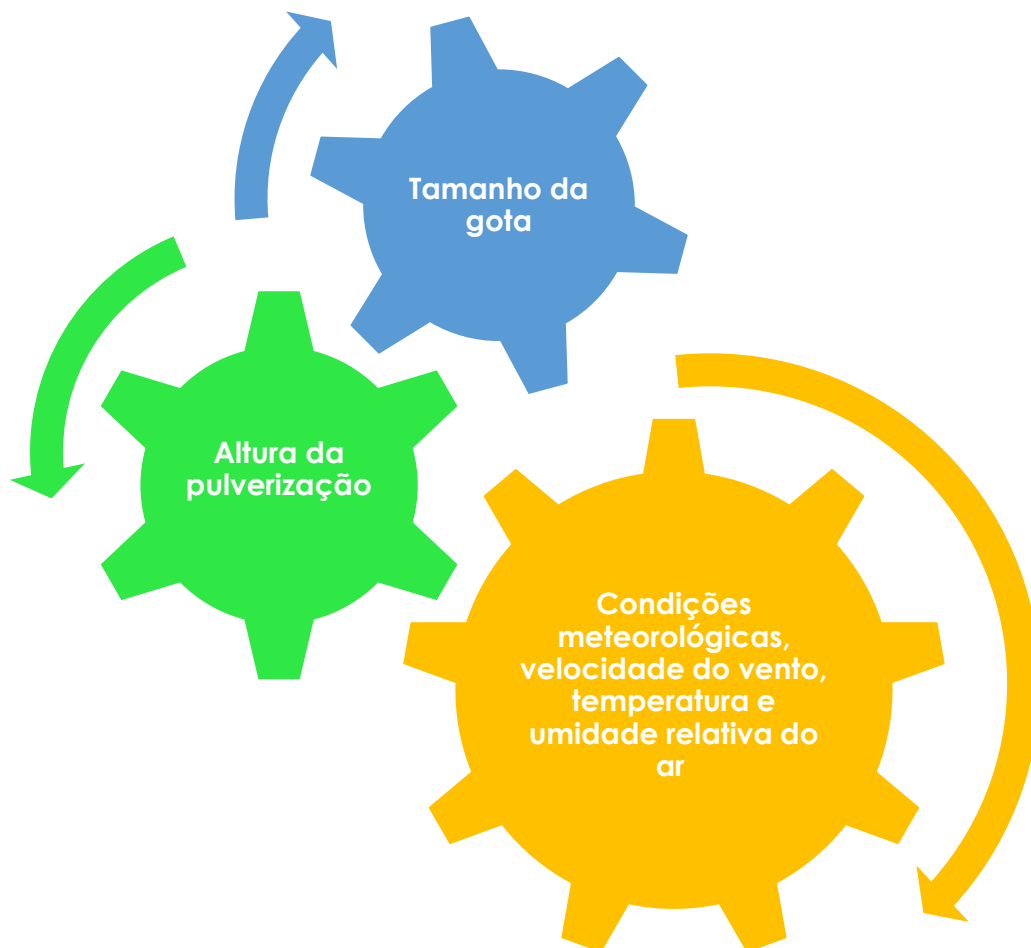 Tamanho da
gota
Altura da
pulverização
Condições
meteorológicas,
velocidade do vento,
temperatura e
umidade relativa do
ar